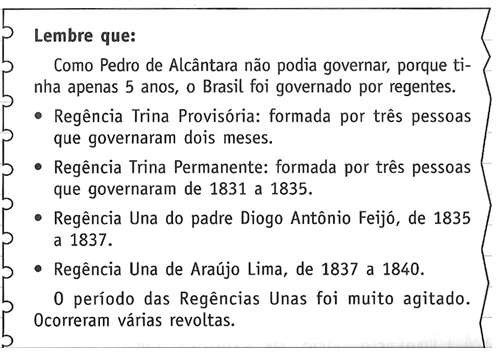 Lembre que:
Como Pedro de Alcântara não podia governar, porque ti-
nha apenas 5 anos, o Brasil foi governado por regentes.
• Regência Trina Provisória: formada por três pessoas
que governaram dois meses.
• Regência Trina Permanente: formada por três pessoas
que governaram de 1831 a 1835.
• Regência Una do padre Diogo Antônio Feijó, de 1835
a 1837.
• Regência Una de Araújo Lima, de 1837 a 1840.
O período das Regências Unas foi muito agitado.
Ocorreram várias revoltas.